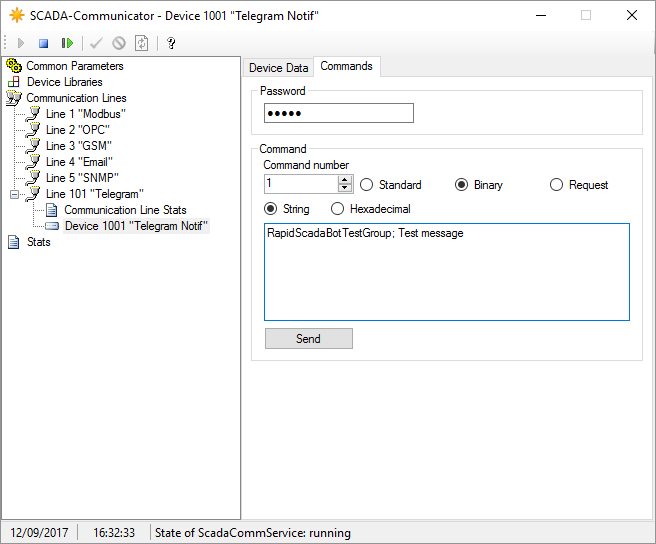 SCADA-Communicator - Device 1001 "Telegram Notif"
?
Common Parameters
Device Libraries
Communication Lines
Line 1 "Modbus"
Line 2 "OPC"
Line 3 "GSM"
Line 4 "Email"
Line 5 "SNMP"
Line 101 "Telegram"
Communication Line Stats
Device 1001 "Telegram Notif"
Stats
Device Data
Commands
Password
●●●●●
Command
Command number
1
Standard
Binary
Request
String
Hexadecimal
RapidScadaBotTestGroup; Test message
Send
12/09/2017
16:32:33
State of ScadaCommService: running